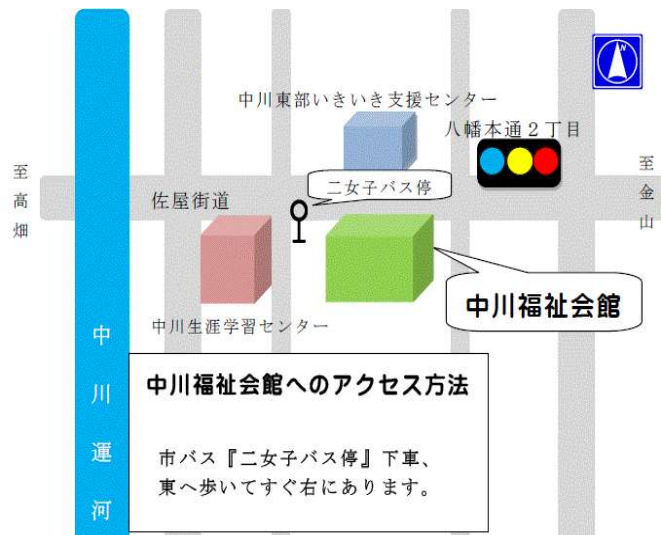 N
中川東部いきいき支援センター
八幡本通２丁目
至高畑
至金山
二女子バス停
佐屋街道
中川福祉会館
中川生涯学習センター
中川運河
中川福祉会館へのアクセス方法
市バス『二女子バス停』下車、
東へ歩いてすぐ右にあります。